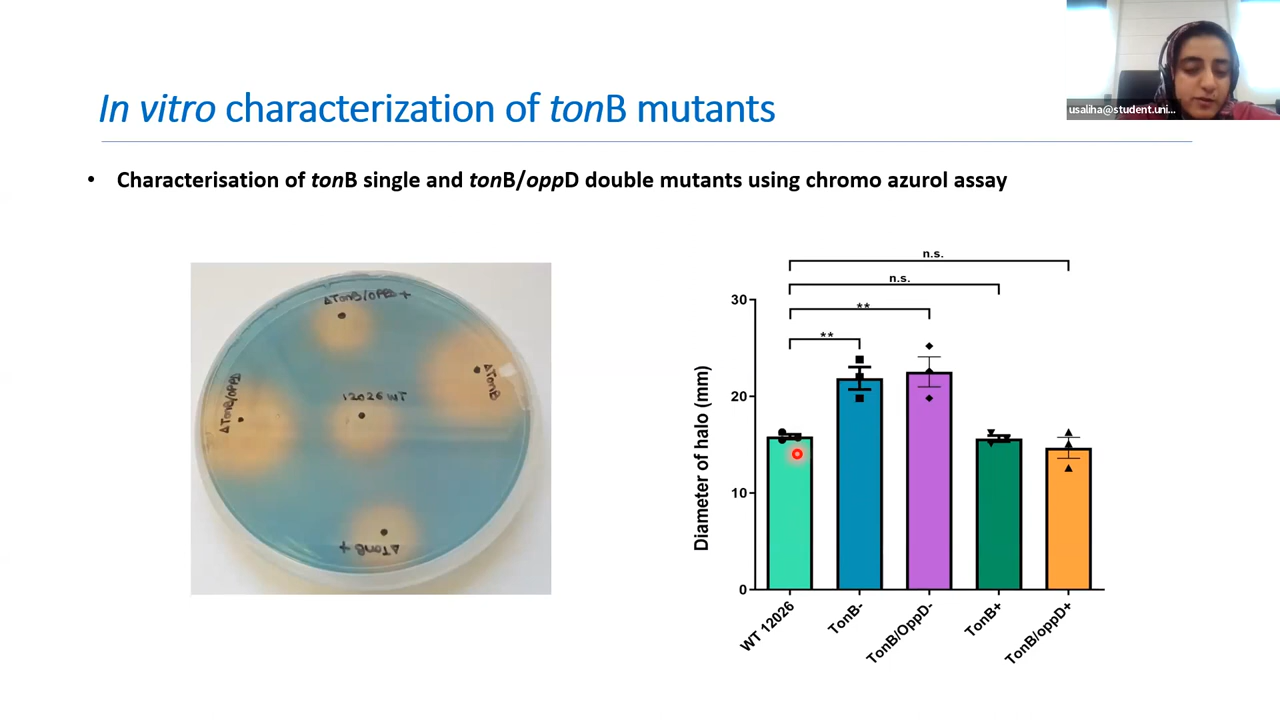 usaliha@student.uni...
In vitro characterization of tonB mutants
• Characterisation of tonB single and tonB/oppD double mutants using chromo azurol assay
ΔTonB/OPPD +
ΔTonB
ΔTonB/OPPD
12026 WT
ΔTonB +
n.s.
n.s.
**
**
30
20
10
0
Diameter of halo (mm)
WT 12026
TonB-
TonB/OppD-
TonB+
TonB/oppD+